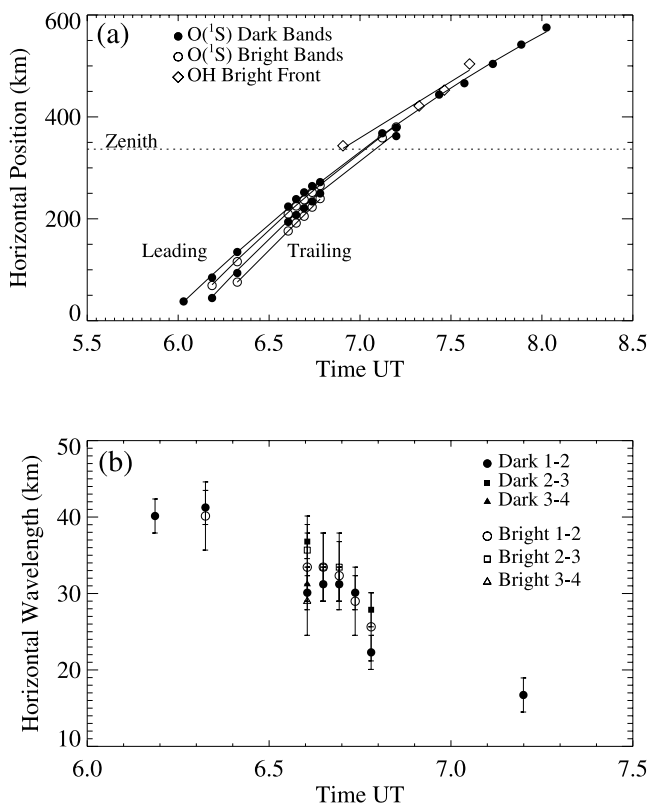 (a)
O(¹S) Dark Bands
O(¹S) Bright Bands
OH Bright Front
Zenith
Leading
Trailing
Horizontal Position (km)
600
400
200
0
5.5 6.0 6.5 7.0 7.5 8.0 8.5
Time UT
(b)
Dark 1-2
Dark 2-3
Dark 3-4
Bright 1-2
Bright 2-3
Bright 3-4
Horizontal Wavelength (km)
50
40
30
20
10
6.0 6.5 7.0 7.5
Time UT